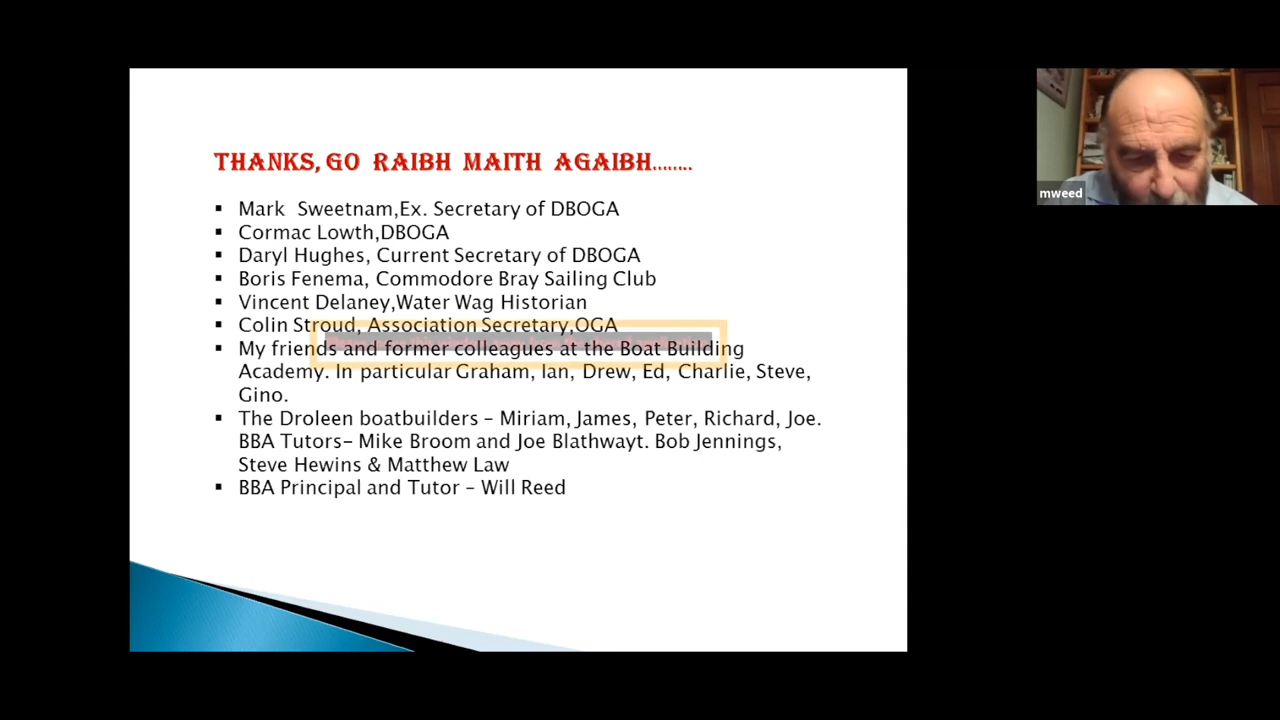 THANKS, GO RAIBH MAITH AGAIBH........
▪ Mark Sweetnam,Ex. Secretary of DBOGA
▪ Cormac Lowth,DBOGA
▪ Daryl Hughes, Current Secretary of DBOGA
▪ Boris Fenema, Commodore Bray Sailing Club
▪ Vincent Delaney,Water Wag Historian
▪ Colin Stroud, Association Secretary,OGA
▪ My friends and former colleagues at the Boat Building
Academy. In particular Graham, Ian, Drew, Ed, Charlie, Steve,
Gino.
▪ The Droleen boatbuilders – Miriam, James, Peter, Richard, Joe.
BBA Tutors– Mike Broom and Joe Blathwayt. Bob Jennings,
Steve Hewins & Matthew Law
▪ BBA Principal and Tutor – Will Reed
mweed